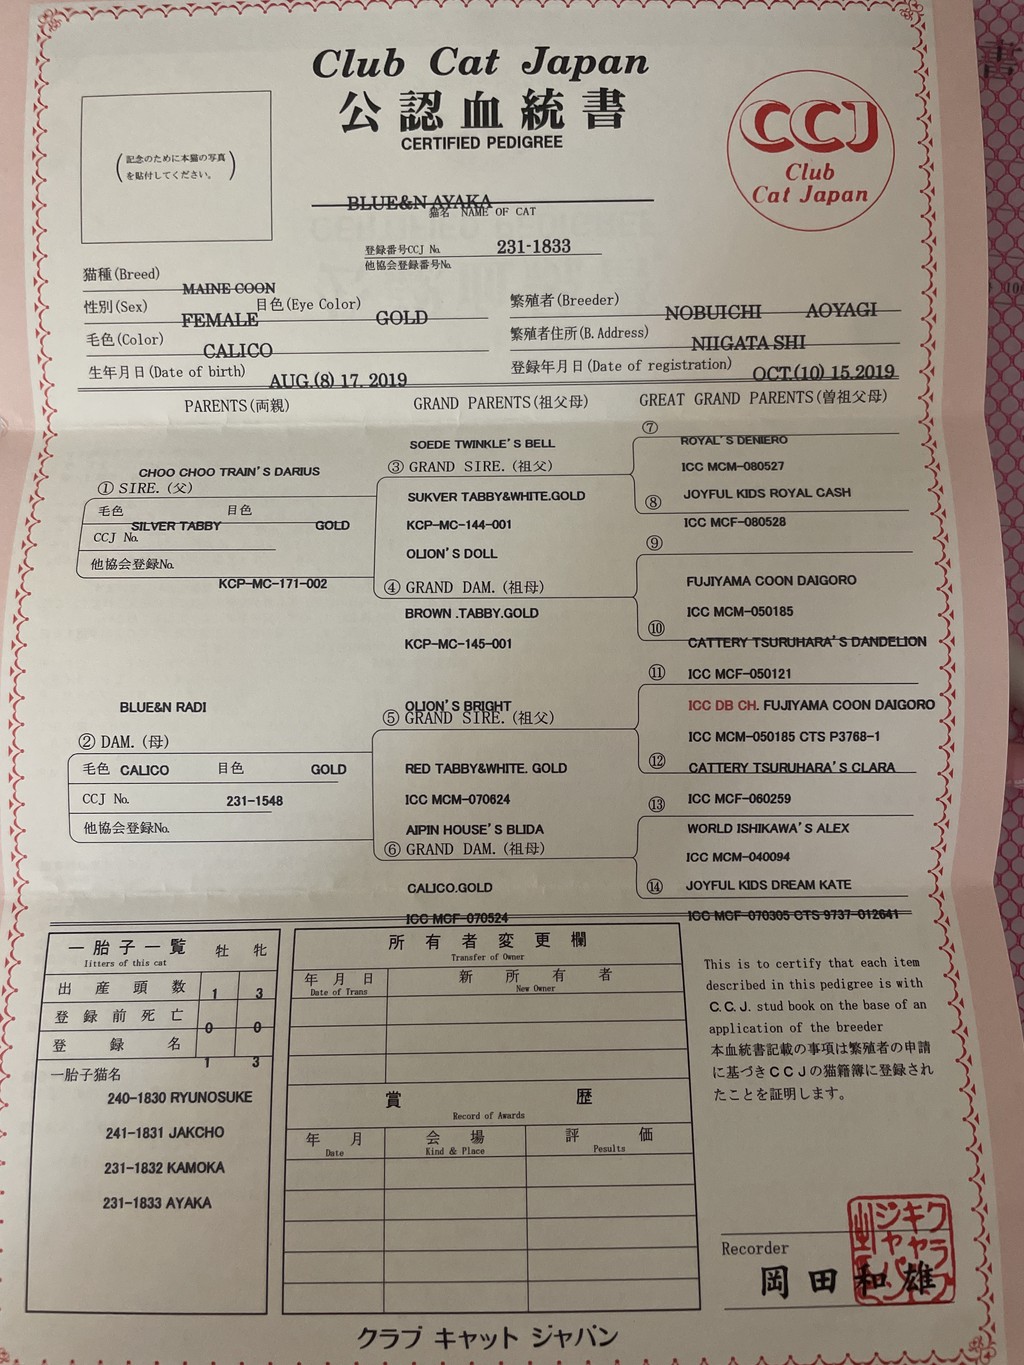 Club Cat Japan
公認血統書
CERTIFIED PEDIGREE
CCJ
Club
Cat Japan
(記念のために本猫の写真
を貼付してください。)
BLUE&N AYAKA
猫名 NAME OF CAT
登録番号CCJ No. 231-1833
他協会登録番号No.
猫種(Breed) MAINE COON
性別(Sex) FEMALE 目色(Eye Color) GOLD
毛色(Color) CALICO
生年月日(Date of birth) AUG.(8) 17. 2019
繁殖者(Breeder) NOBUICHI AOYAGI
繁殖者住所(B.Address) NIIGATA SHI
登録年月日(Date of registration) OCT.(10) 15.2019
PARENTS(両親) GRAND PARENTS(祖父母) GREAT GRAND PARENTS(曽祖父母)
CHOO CHOO TRAIN'S DARIUS
① SIRE.(父)
毛色 SILVER TABBY 目色 GOLD
CCJ No.
他協会登録No.
KCP-MC-171-002
BLUE&N RADI
② DAM.(母)
毛色 CALICO 目色 GOLD
CCJ No. 231-1548
他協会登録No.
SOEDE TWINKLE'S BELL
③ GRAND SIRE.(祖父)
SUKVER TABBY&WHITE.GOLD
KCP-MC-144-001
OLION'S DOLL
④ GRAND DAM.(祖母)
BROWN .TABBY.GOLD
KCP-MC-145-001
OLION'S BRIGHT
⑤ GRAND SIRE.(祖父)
RED TABBY&WHITE. GOLD
ICC MCM-070624
AIPIN HOUSE'S BLIDA
⑥ GRAND DAM.(祖母)
CALICO.GOLD
ICC MCF-070524
⑦
ROYAL'S DENIERO
ICC MCM-080527
⑧ JOYFUL KIDS ROYAL CASH
ICC MCF-080528
⑨
FUJIYAMA COON DAIGORO
ICC MCM-050185
⑩
CATTERY TSURUHARA'S DANDELION
⑪ ICC MCF-050121
ICC DB CH. FUJIYAMA COON DAIGORO
ICC MCM-050185 CTS P3768-1
⑫ CATTERY TSURUHARA'S CLARA
⑬ ICC MCF-060259
WORLD ISHIKAWA'S ALEX
ICC MCM-040094
⑭ JOYFUL KIDS DREAM KATE
ICC MCF-070305 CTS 9737-012641
一胎子一覧 牡 牝
litters of this cat
出産頭数 1 3
登録前死亡 0 0
登録名 1 3
一胎子猫名
240-1830 RYUNOSUKE
241-1831 JAKCHO
231-1832 KAMOKA
231-1833 AYAKA
所有者変更欄
Transfer of Owner
年月日 新所有者
Date of Trans New Owner
賞歴
Record of Awards
年月 会場 評価
Date Kind & Place Pesults
This is to certify that each item
described in this pedigree is with
C.C.J. stud book on the base of an
application of the breeder
本血統書記載の事項は繁殖者の申請
に基づきCCJの猫籍簿に登録され
たことを証明します。
Recorder
岡田和雄
クラブ キャット ジャパン
書